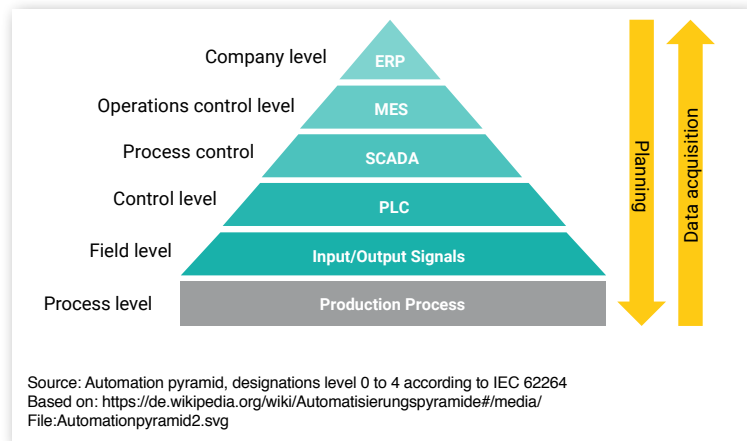 Company level
ERP
Operations control level
MES
Process control
SCADA
Control level
PLC
Field level
Input/Output Signals
Process level
Production Process
Planning
Data acquisition
Source: Automation pyramid, designations level 0 to 4 according to IEC 62264
Based on: https://de.wikipedia.org/wiki/Automatisierungspyramide#/media/
File:Automationpyramid2.svg